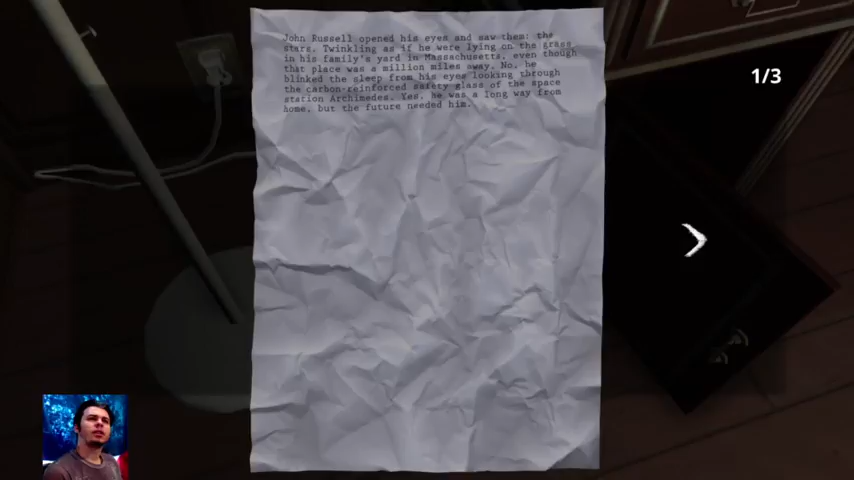 John Russell opened his eyes and saw them: the
stars. Twinkling as if he were lying on the grass
in his family's yard in Massachusetts, even though
that place was a million miles away. No, he
blinked the sleep from his eyes looking through
the carbon-reinforced safety glass of the space
station Archimedes. Yes, he was a long way from
home, but the future needed him.
1/3